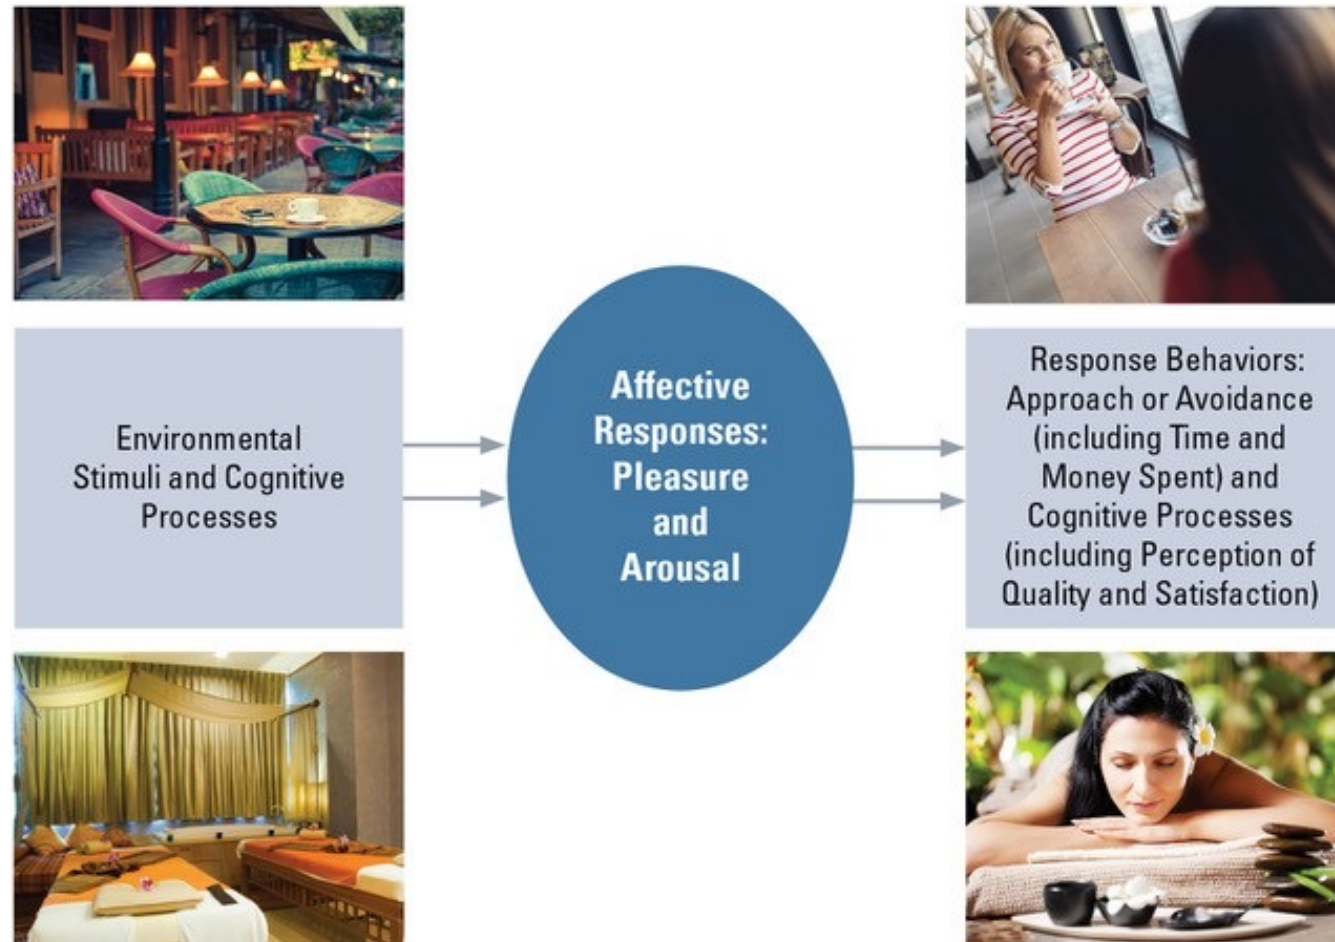 Environmental
Stimuli and Cognitive
Processes
Affective
Responses:
Pleasure
and
Arousal
Response Behaviors:
Approach or Avoidance
(including Time and
Money Spent) and
Cognitive Processes
(including Perception of
Quality and Satisfaction)